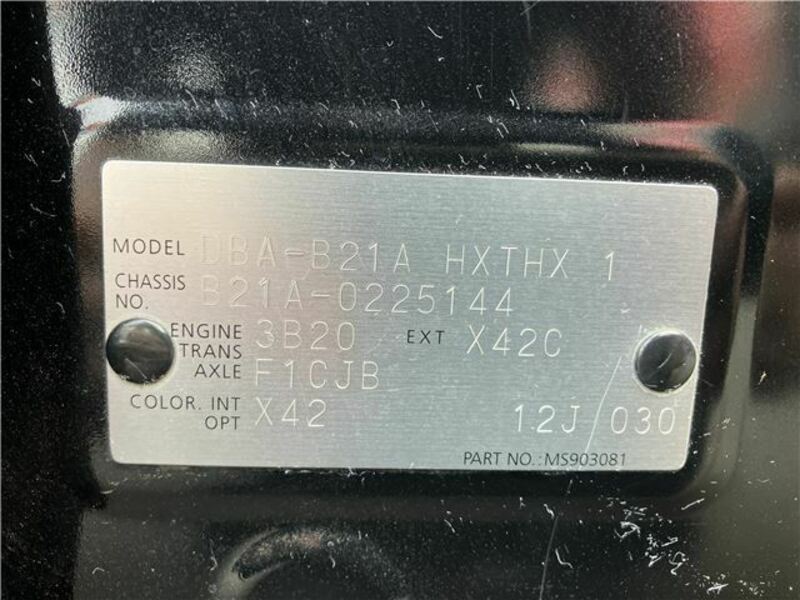 MODEL DBA-B21A HXTHX 1
CHASSIS NO. B21A-0225144
ENGINE 3B20 EXT X42C
TRANS AXLE F1CJB
COLOR. INT OPT X42 12J 030
PART NO.:MS903081